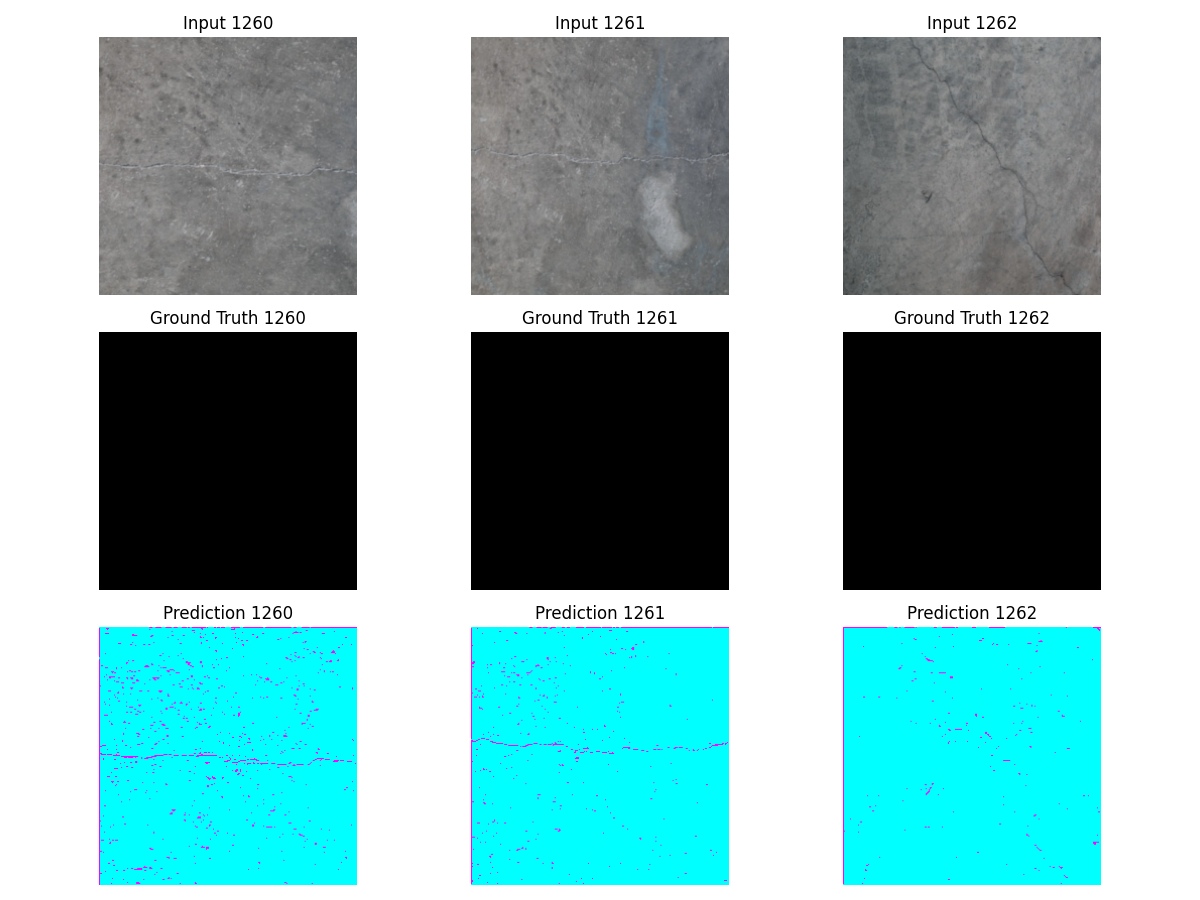 Input 1260
Input 1261
Input 1262
Ground Truth 1260
Ground Truth 1261
Ground Truth 1262
Prediction 1260
Prediction 1261
Prediction 1262